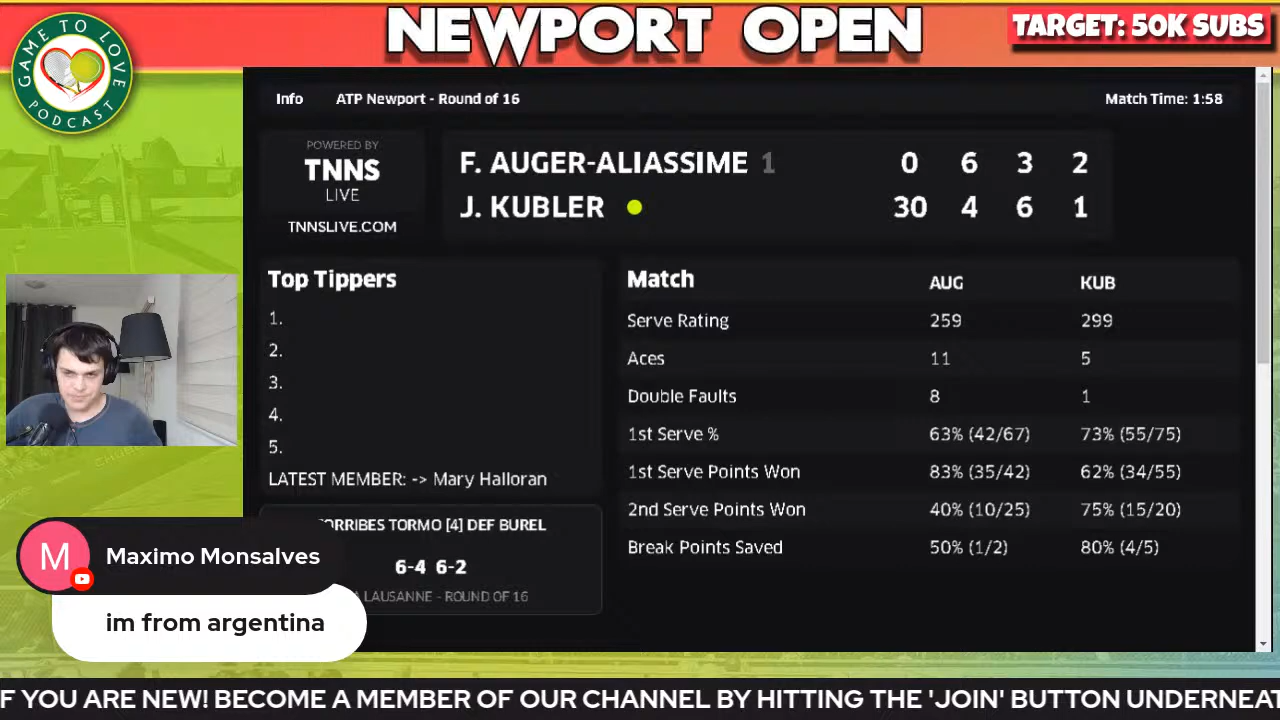 NEWPORT OPEN
TARGET: 50K SUBS
GAME TO LOVE
PODCAST
Info ATP Newport - Round of 16 Match Time: 1:58
POWERED BY
TNNS
LIVE
TNNSLIVE.COM
F. AUGER-ALIASSIME 1 0 6 3 2
J. KUBLER 30 4 6 1
Top Tippers
1.
2.
3.
4.
5.
LATEST MEMBER: -> Mary Halloran
ORRIBES TORMO [4] DEF BUREL
6-4 6-2
LAUSANNE - ROUND OF 16
Match AUG KUB
Serve Rating 259 299
Aces 11 5
Double Faults 8 1
1st Serve % 63% (42/67) 73% (55/75)
1st Serve Points Won 83% (35/42) 62% (34/55)
2nd Serve Points Won 40% (10/25) 75% (15/20)
Break Points Saved 50% (1/2) 80% (4/5)
M
Maximo Monsalves
im from argentina
F YOU ARE NEW! BECOME A MEMBER OF OUR CHANNEL BY HITTING THE 'JOIN' BUTTON UNDERNEAT